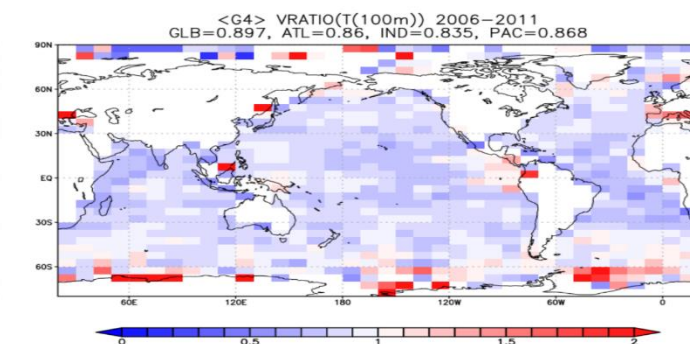 <G4> VRATIO(T(100m)) 2006−2011
GLB=0.897, ATL=0.86, IND=0.835, PAC=0.868
90N
60N
30N
EQ
30S
60S
60E 120E 180 120W 60W 0
0 0.5 1 1.5 2